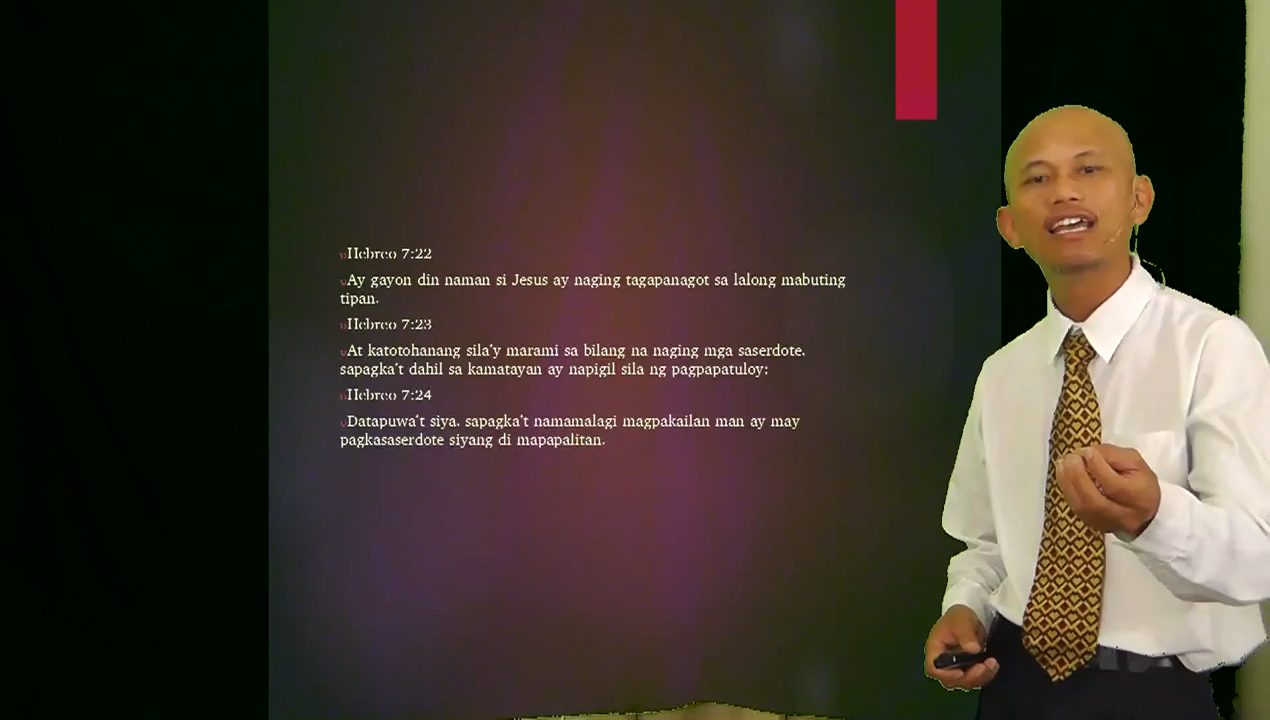 Hebreo 7:22
Ay gayon din naman si Jesus ay naging tagapanagot sa lalong mabuting
tipan.
Hebreo 7:23
At katotohanang sila't marami sa bilang na naging mga saserdote.
sapagka't dahil sa kamatayan ay napigil sila ng pagpapatuloy:
Hebreo 7:24
Datapuwa't siya. sapagka't namamalagi magpakailan man ay may
pagkasaserdote siyang di mapapalitan.